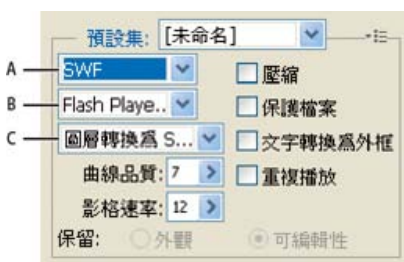 預設集: [未命名]
A SWF 壓縮
B Flash Playe.. 保護檔案
C 圖層轉換為 S... 文字轉換為外框
曲線品質: 7 重複播放
影格速率: 12
保留: 外觀 可編輯性